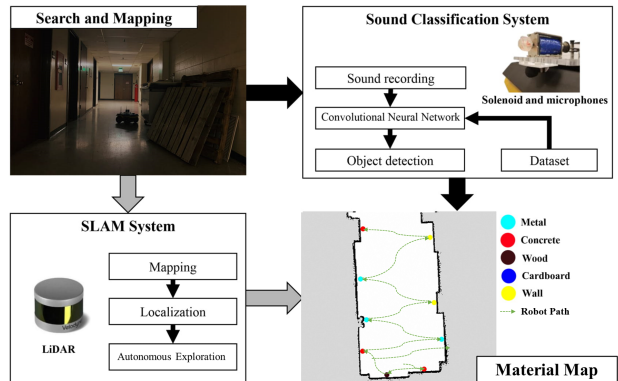 Search and Mapping
Sound Classification System
Sound recording
Convolutional Neural Network
Object detection
Dataset
Solenoid and microphones
SLAM System
Mapping
Localization
Autonomous Exploration
Velodyne
LiDAR
Metal
Concrete
Wood
Cardboard
Wall
Robot Path
Material Map